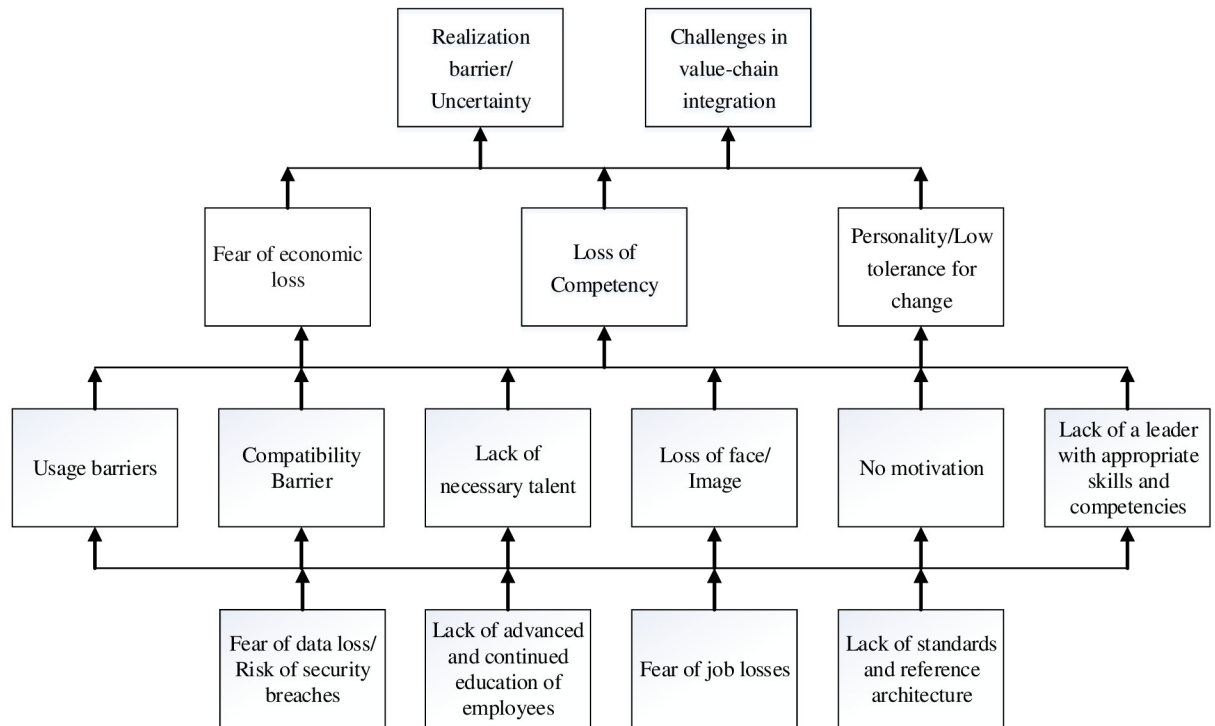 Realization
barrier/
Uncertainty
Challenges in
value-chain
integration
Fear of economic
loss
Loss of
Competency
Personality/Low
tolerance for
change
Usage barriers
Compatibility
Barrier
Lack of
necessary talent
Loss of face/
Image
No motivation
Lack of a leader
with appropriate
skills and
competencies
Fear of data loss/
Risk of security
breaches
Lack of advanced
and continued
education of
employees
Fear of job losses
Lack of standards
and reference
architecture